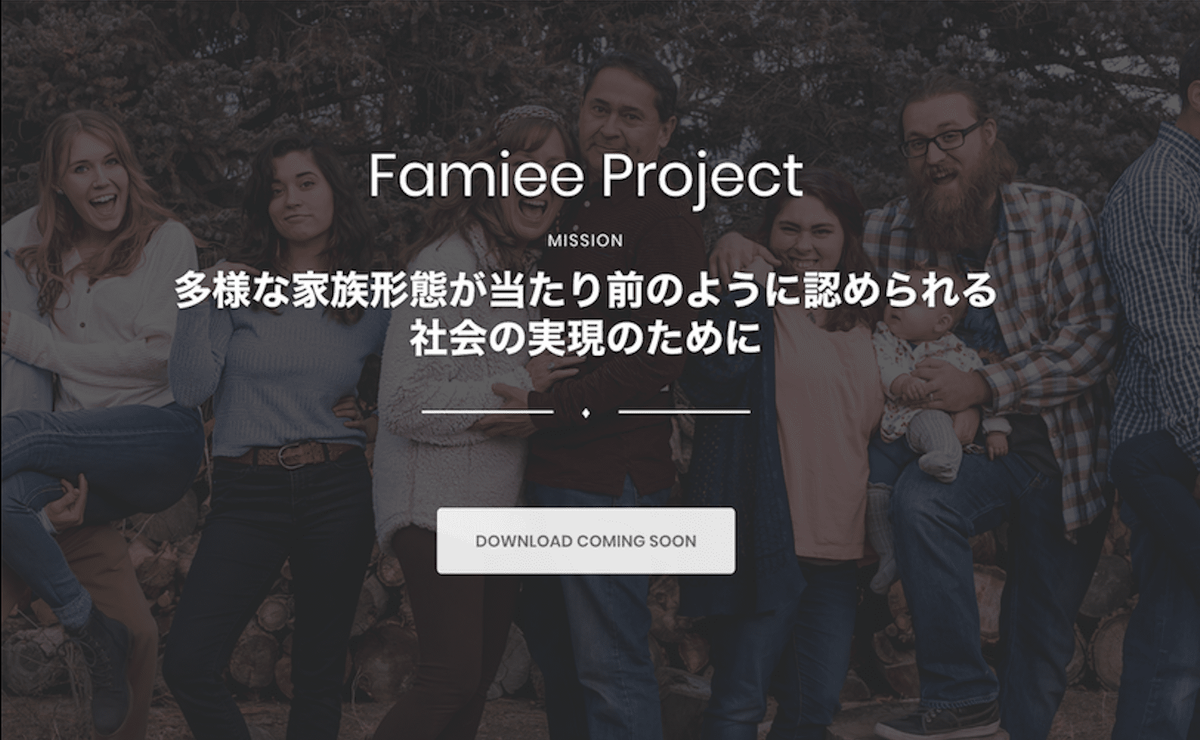 Famiee Project
MISSION
多様な家族形態が当たり前のように認められる
社会の実現のために
DOWNLOAD COMING SOON